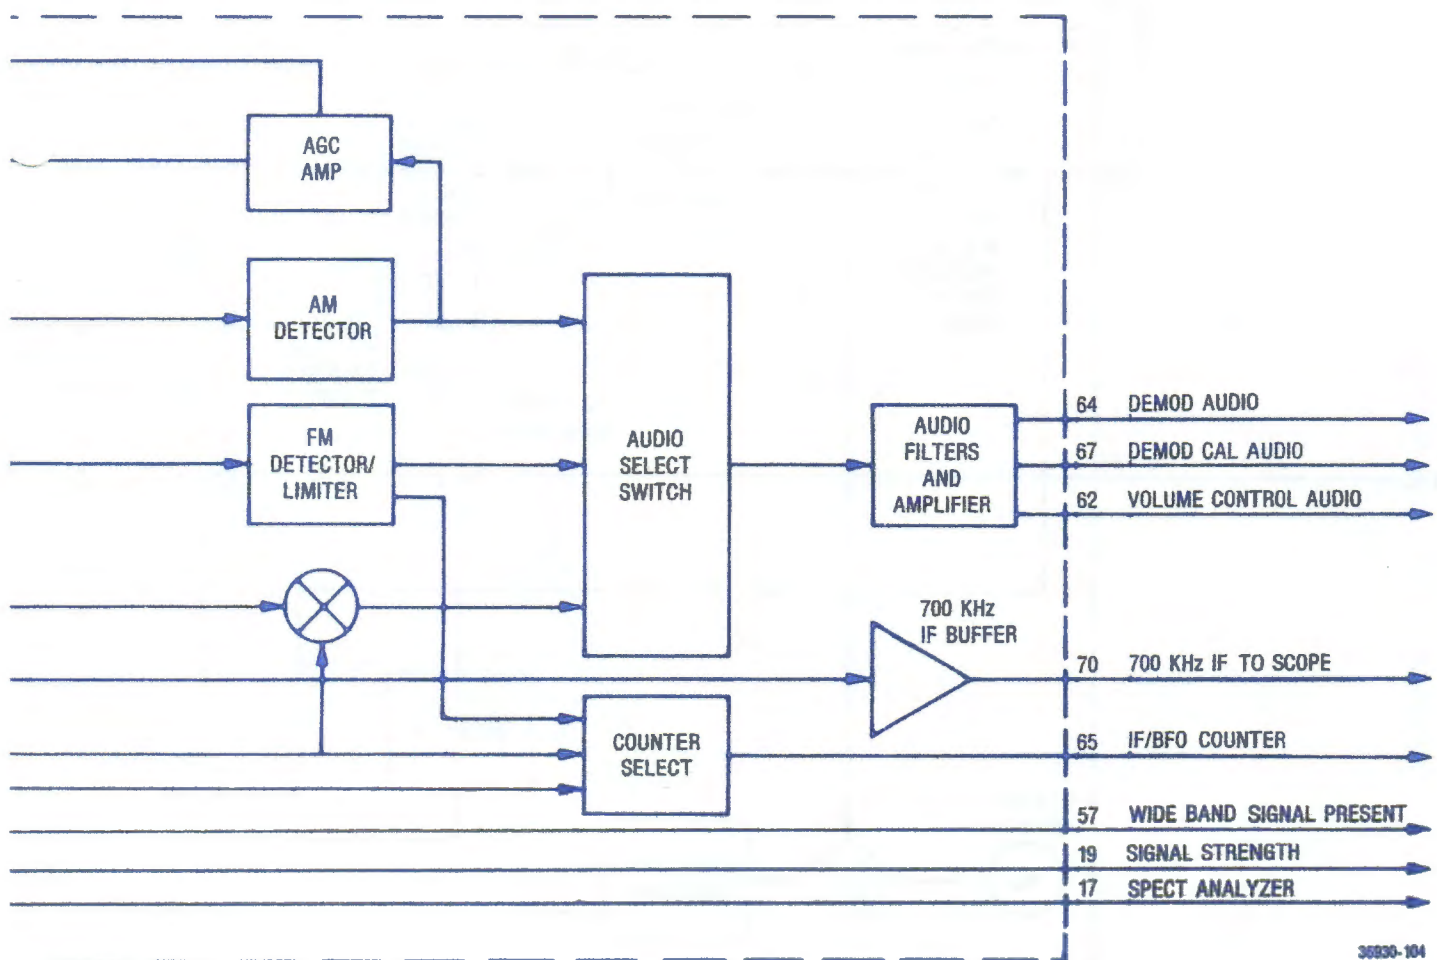 AGC
AMP
AM
DETECTOR
FM
DETECTOR/
LIMITER
AUDIO
SELECT
SWITCH
AUDIO
FILTERS
AND
AMPLIFIER
64 DEMOD AUDIO
67 DEMOD CAL AUDIO
62 VOLUME CONTROL AUDIO
700 KHz
IF BUFFER
70 700 KHz IF TO SCOPE
COUNTER
SELECT
65 IF/BFO COUNTER
57 WIDE BAND SIGNAL PRESENT
19 SIGNAL STRENGTH
17 SPECT ANALYZER
36930-104